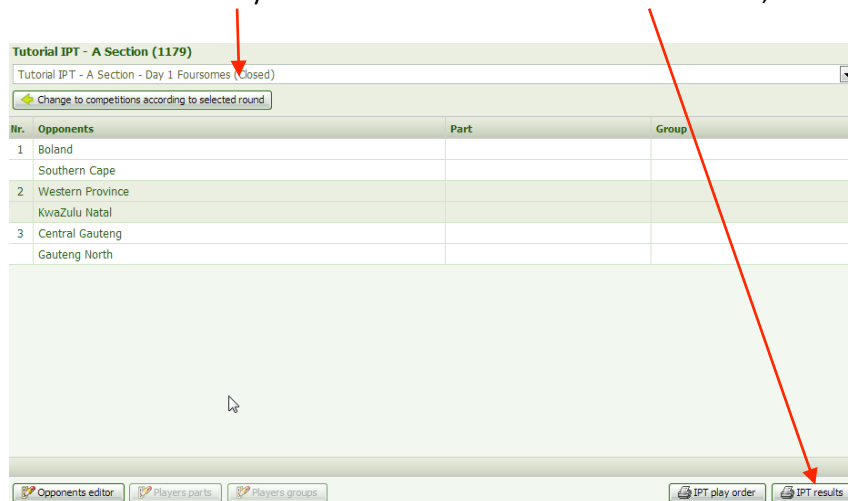 Tutorial IPT - A Section (1179)
Tutorial IPT - A Section - Day 1 Foursomes (Closed)
Change to competitions according to selected round
Nr. Opponents Part Group
1 Boland
Southern Cape
2 Western Province
KwaZulu Natal
3 Central Gauteng
Gauteng North
Opponents editor Players parts Players groups IPT play order IPT results